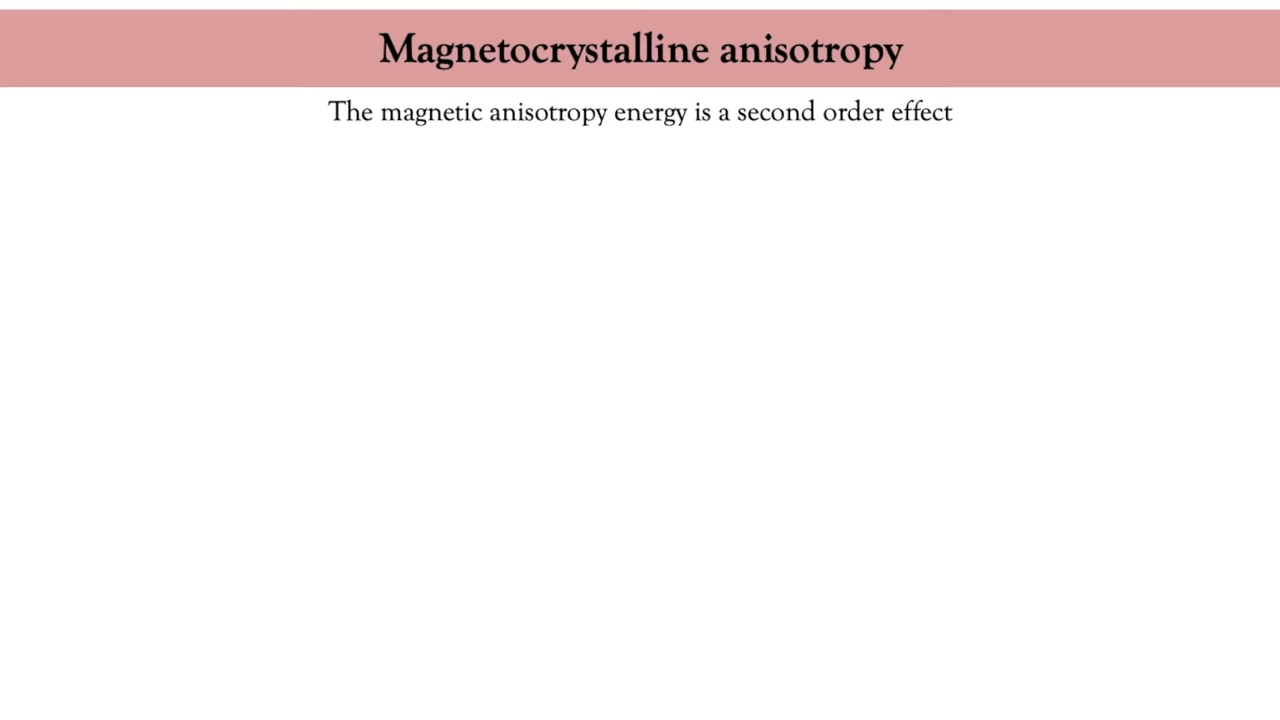 Magnetocrystalline anisotropy
The magnetic anisotropy energy is a second order effect